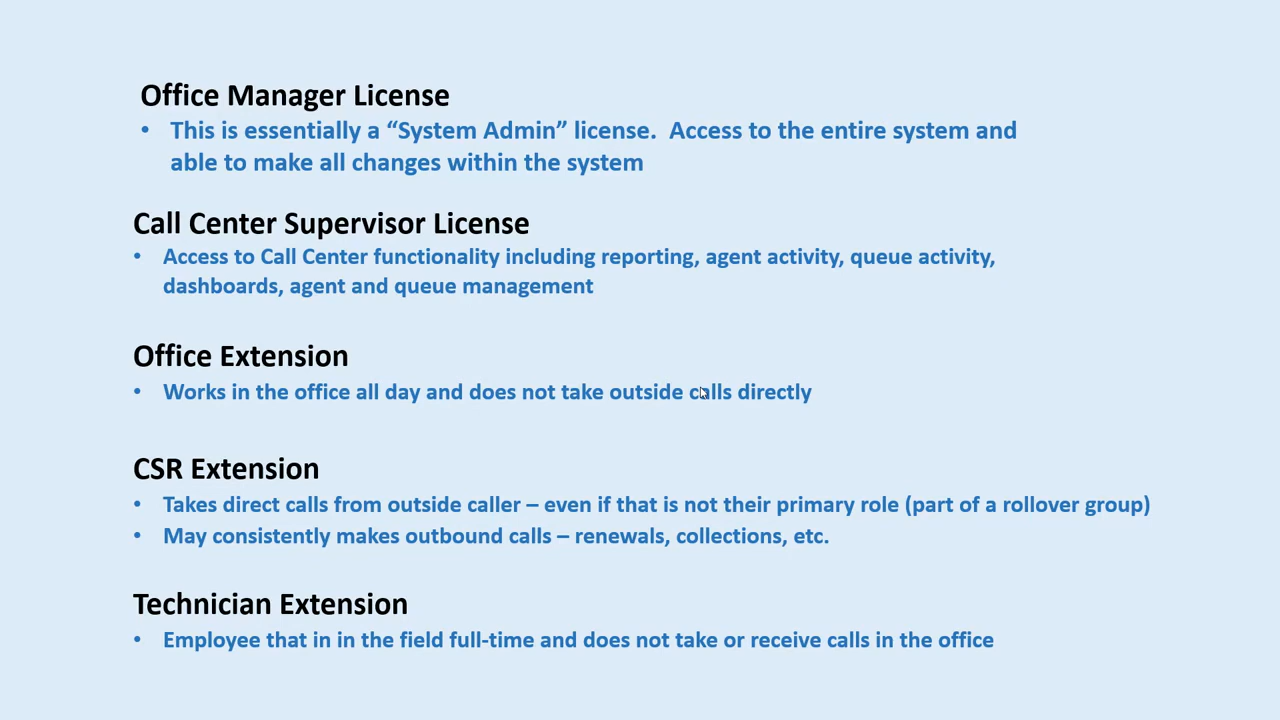 Office Manager License
• This is essentially a “System Admin” license.  Access to the entire system and
able to make all changes within the system
Call Center Supervisor License
• Access to Call Center functionality including reporting, agent activity, queue activity,
dashboards, agent and queue management
Office Extension
• Works in the office all day and does not take outside calls directly
CSR Extension
• Takes direct calls from outside caller – even if that is not their primary role (part of a rollover group)
• May consistently makes outbound calls – renewals, collections, etc.
Technician Extension
• Employee that in in the field full-time and does not take or receive calls in the office